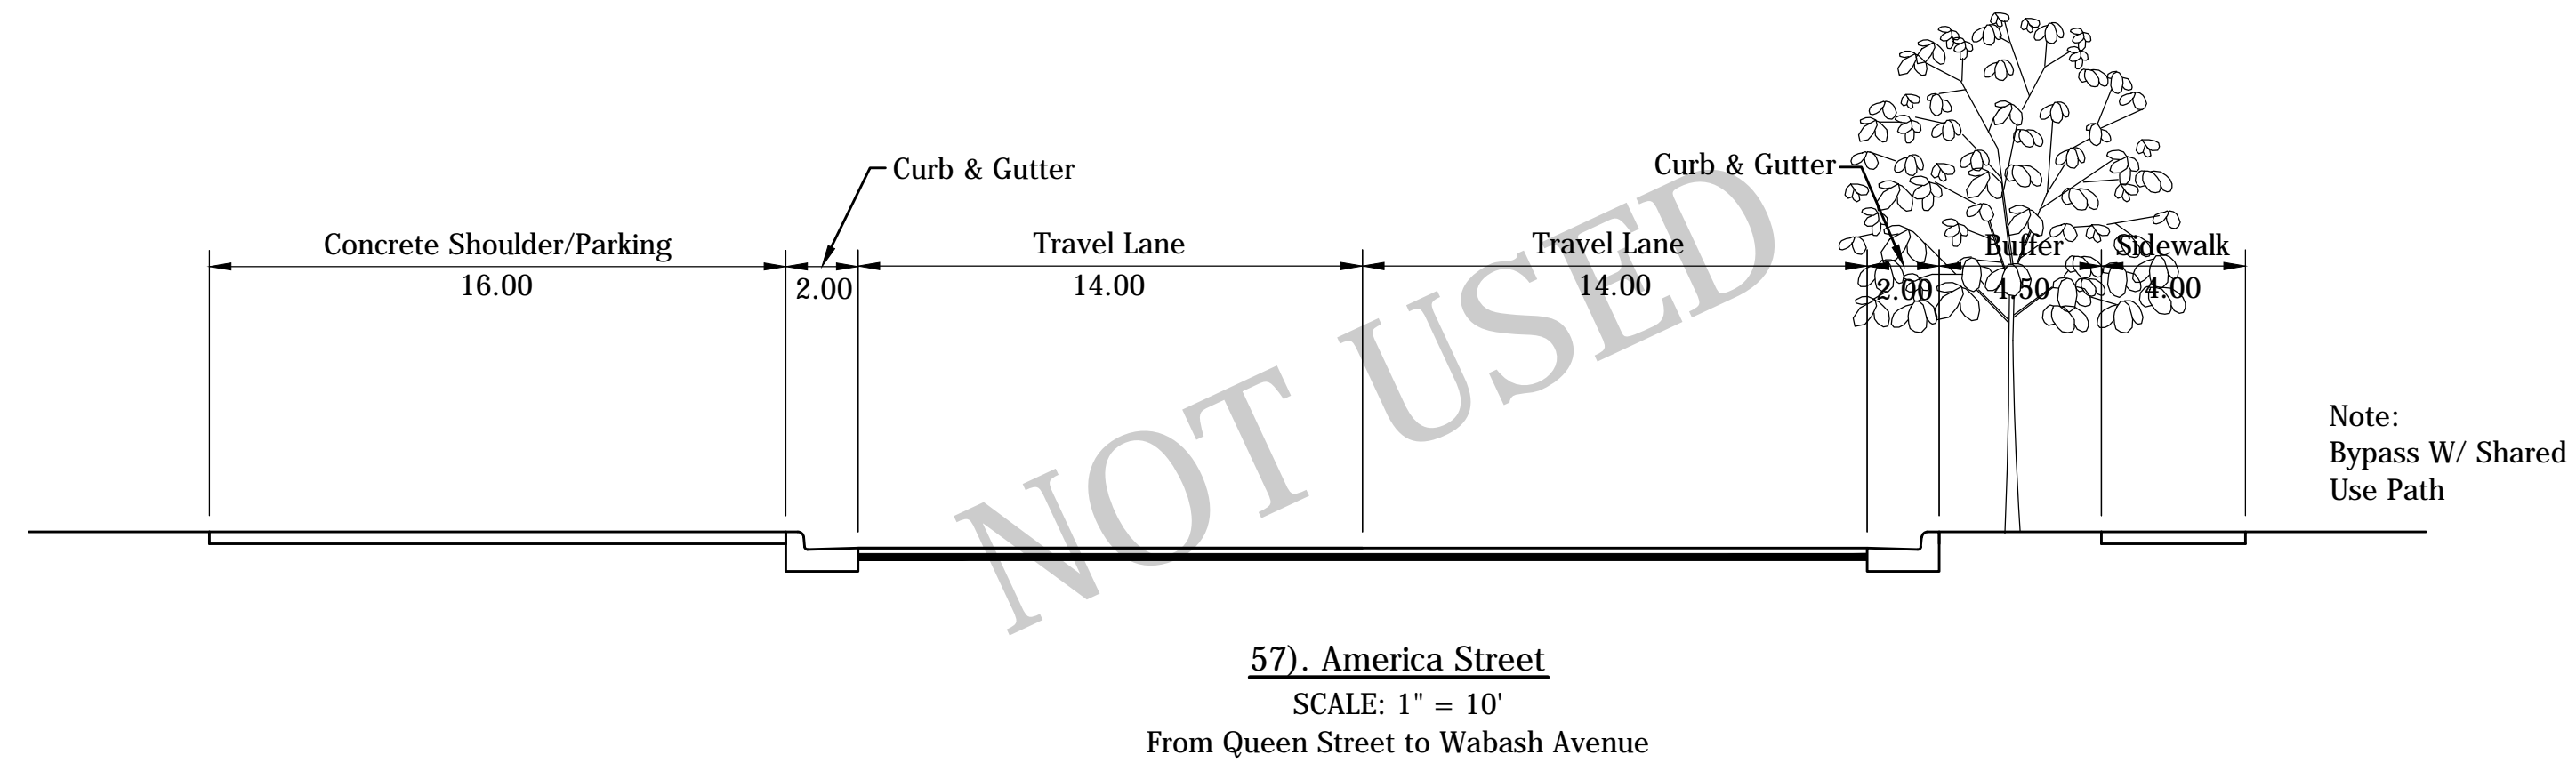 Curb & Gutter
Curb & Gutter
Concrete Shoulder/Parking
Travel Lane
Travel Lane
Buffer
Sidewalk
16.00
2.00
14.00
14.00
2.00
4.50
4.00
NOT USED
Note:
Bypass W/ Shared
Use Path
57). America Street
SCALE: 1" = 10'
From Queen Street to Wabash Avenue